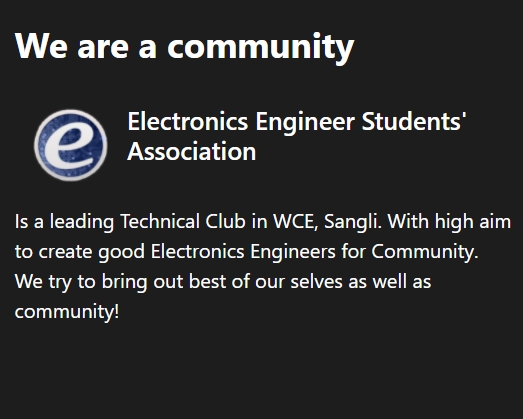 We are a community
e
Electronics Engineer Students'
Association
Is a leading Technical Club in WCE, Sangli. With high aim
to create good Electronics Engineers for Community.
We try to bring out best of our selves as well as
community!